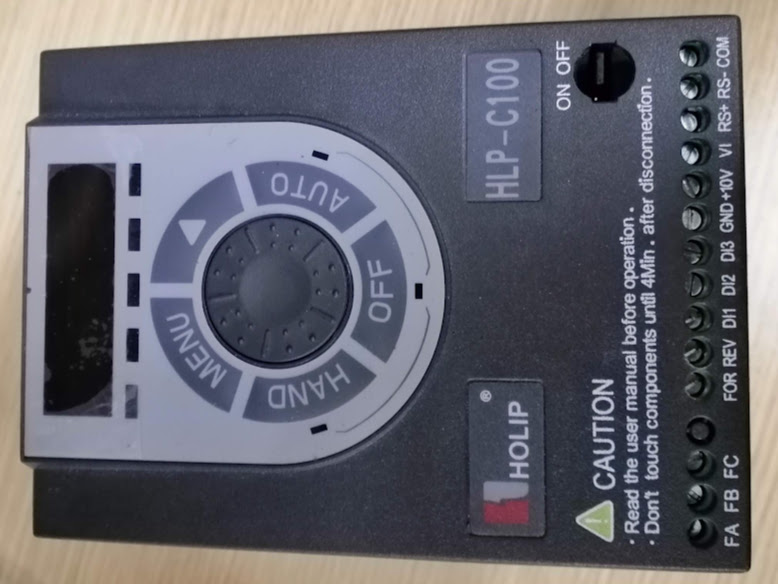 MENU
AUTO
HAND
OFF
HOLIP®
HLP-C100
ON OFF
CAUTION
· Read the user manual before operation.
· Don't touch components until 4Min. after disconnection.
FA FB FC FOR REV DI1 DI2 DI3 GND +10V VI RS+ RS- COM